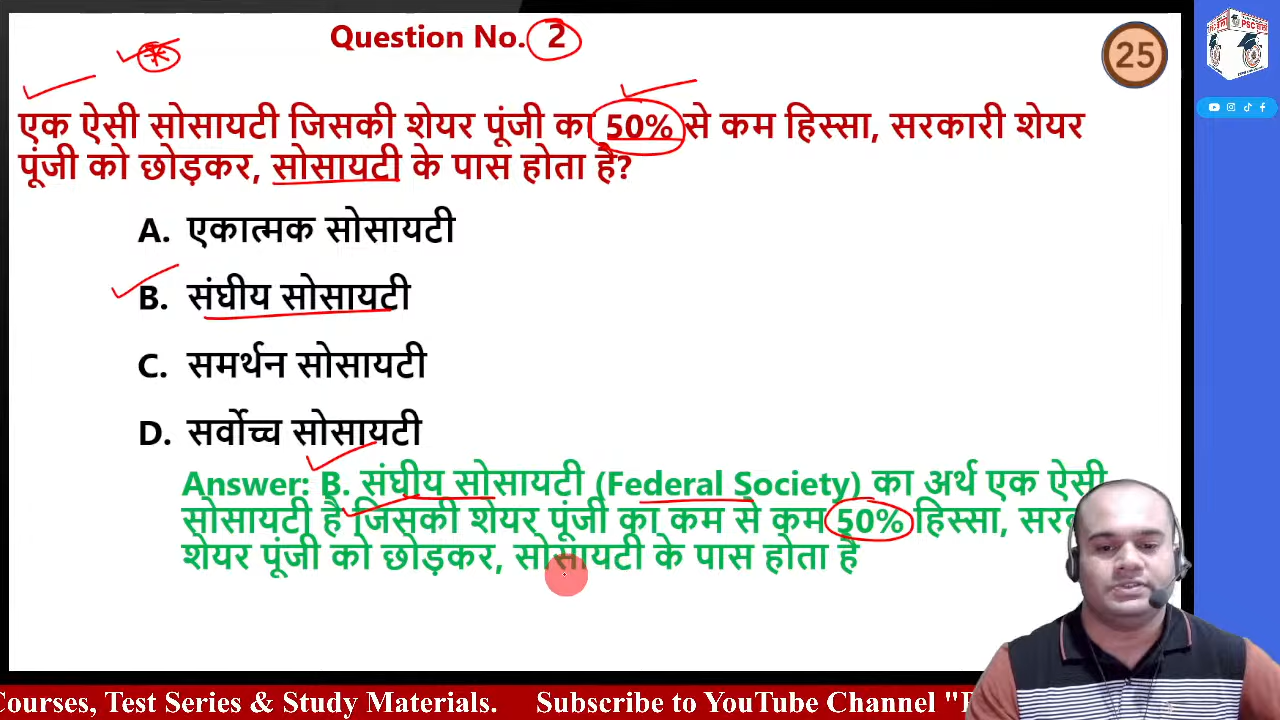 Question No. 2
25
एक ऐसी सोसायटी जिसकी शेयर पूंजी का 50% से कम हिस्सा, सरकारी शेयर
पूंजी को छोड़कर, सोसायटी के पास होता है?
A. एकात्मक सोसायटी
B. संघीय सोसायटी
C. समर्थन सोसायटी
D. सर्वोच्च सोसायटी
Answer: B. संघीय सोसायटी (Federal Society) का अर्थ एक ऐसी
सोसायटी है जिसकी शेयर पूंजी का कम से कम 50% हिस्सा,
शेयर पूंजी को छोड़कर, सोसायटी के पास होता है
Courses, Test Series & Study Materials. Subscribe to YouTube Channel